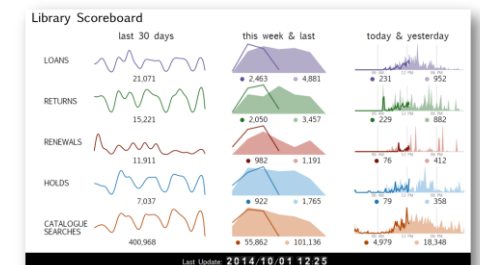 Library Scoreboard
last 30 days this week & last today & yesterday
LOANS
21,071 2,463 4,881 231 952
RETURNS
15,221 2,050 3,457 229 882
RENEWALS
11,911 982 1,191 76 412
HOLDS
7,037 922 1,765 79 358
CATALOGUE
SEARCHES
400,968 55,862 101,136 4,979 18,348
Last Update: 2014/10/01 12:25